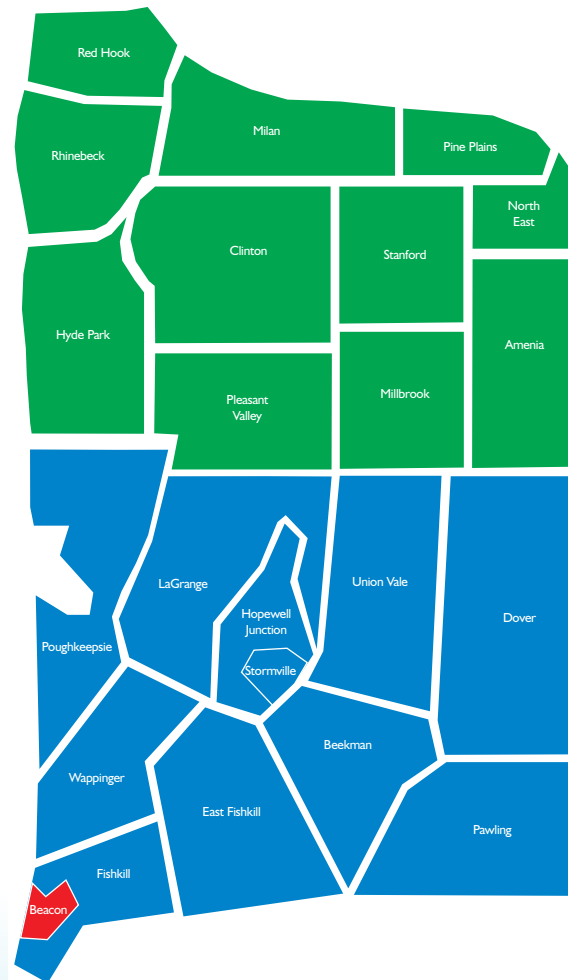 Red Hook
Milan
Pine Plains
Rhinebeck
North
East
Clinton
Stanford
Hyde Park
Amenia
Pleasant
Valley
Millbrook
LaGrange
Union Vale
Hopewell
Junction
Dover
Poughkeepsie
Stormville
Beekman
Wappinger
East Fishkill
Pawling
Fishkill
Beacon